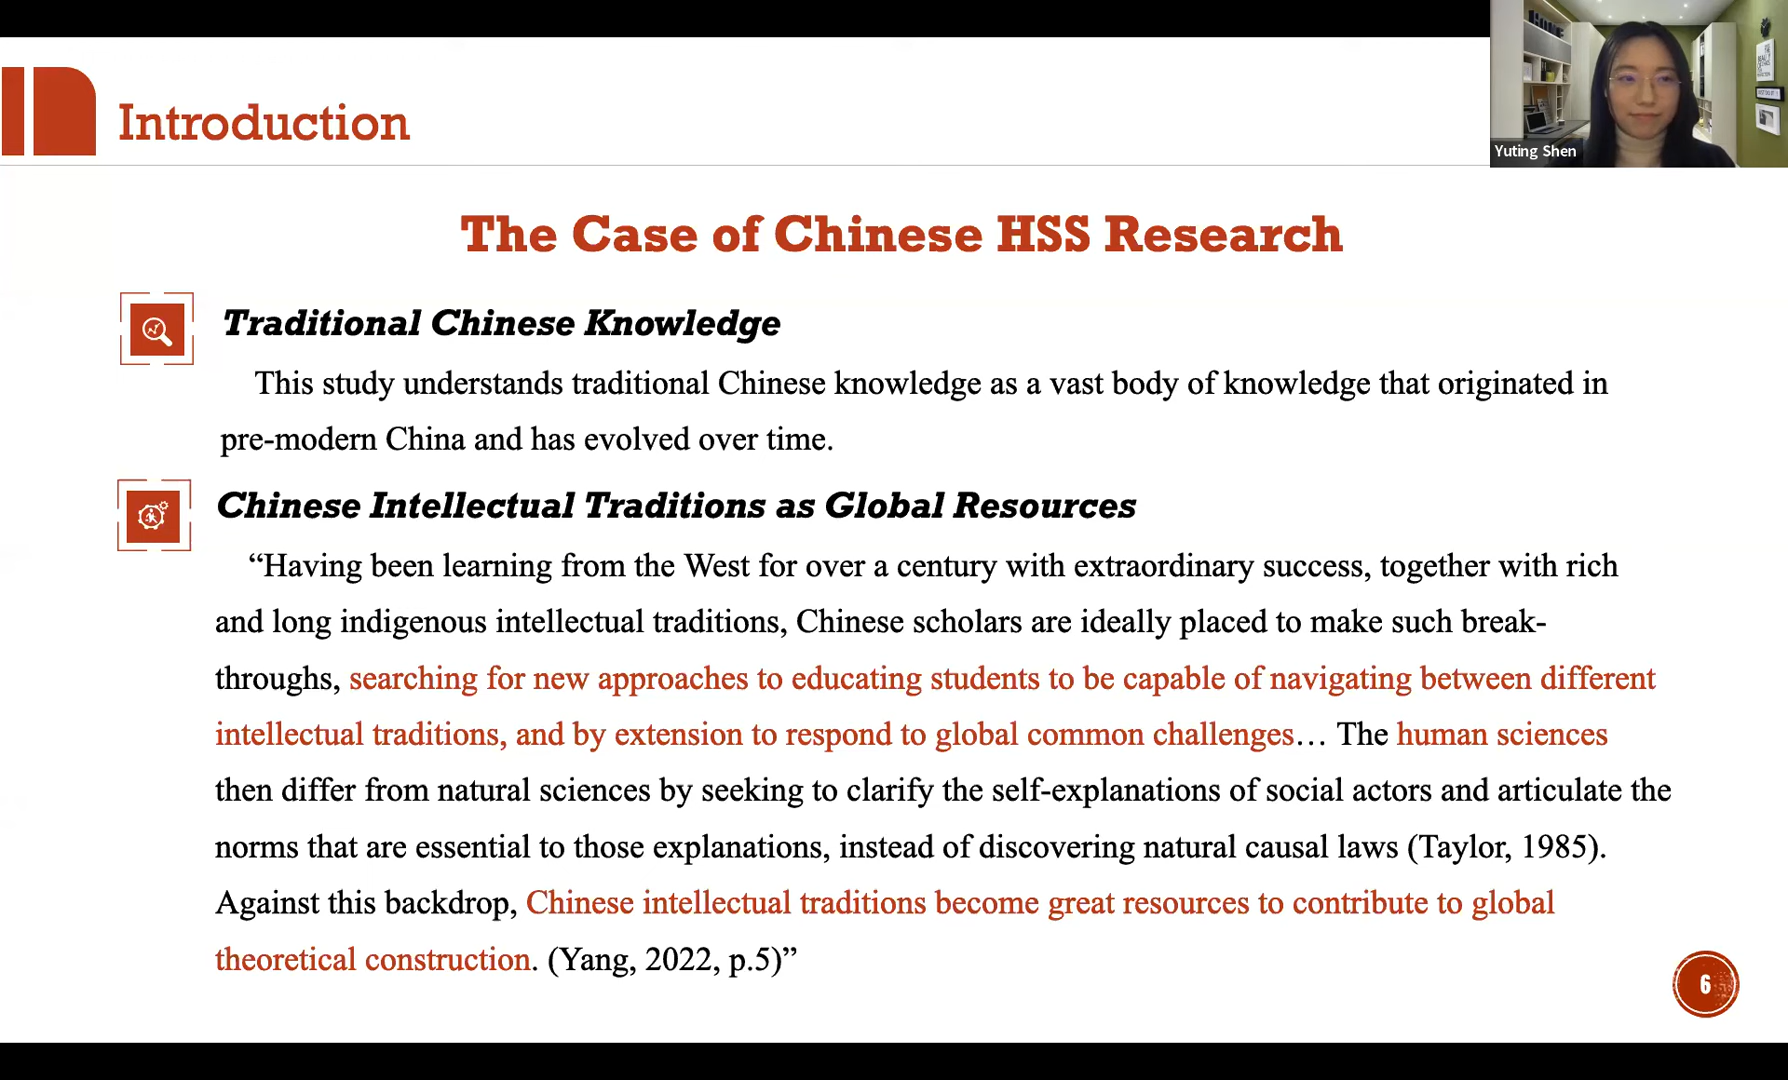 Introduction
Yuting Shen
The Case of Chinese HSS Research
Traditional Chinese Knowledge
This study understands traditional Chinese knowledge as a vast body of knowledge that originated in
pre-modern China and has evolved over time.
Chinese Intellectual Traditions as Global Resources
“Having been learning from the West for over a century with extraordinary success, together with rich
and long indigenous intellectual traditions, Chinese scholars are ideally placed to make such break-
throughs, searching for new approaches to educating students to be capable of navigating between different
intellectual traditions, and by extension to respond to global common challenges… The human sciences
then differ from natural sciences by seeking to clarify the self-explanations of social actors and articulate the
norms that are essential to those explanations, instead of discovering natural causal laws (Taylor, 1985).
Against this backdrop, Chinese intellectual traditions become great resources to contribute to global
theoretical construction. (Yang, 2022, p.5)”
6